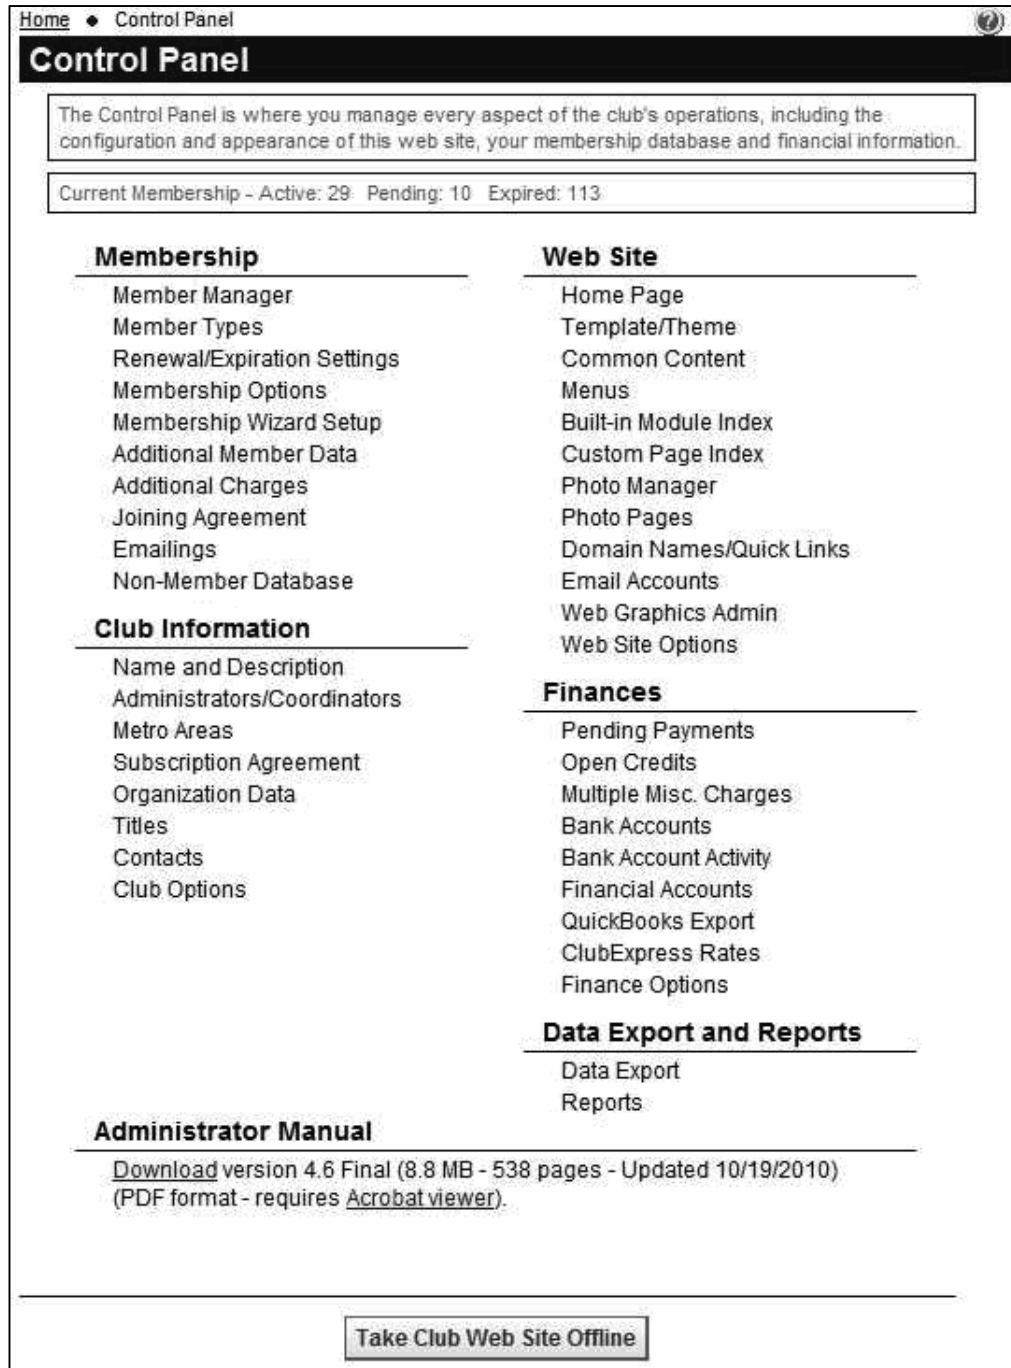 Home • Control Panel
Control Panel
The Control Panel is where you manage every aspect of the club's operations, including the
configuration and appearance of this web site, your membership database and financial information.
Current Membership - Active: 29 Pending: 10 Expired: 113
Membership
Member Manager
Member Types
Renewal/Expiration Settings
Membership Options
Membership Wizard Setup
Additional Member Data
Additional Charges
Joining Agreement
Emailings
Non-Member Database
Club Information
Name and Description
Administrators/Coordinators
Metro Areas
Subscription Agreement
Organization Data
Titles
Contacts
Club Options
Web Site
Home Page
Template/Theme
Common Content
Menus
Built-in Module Index
Custom Page Index
Photo Manager
Photo Pages
Domain Names/Quick Links
Email Accounts
Web Graphics Admin
Web Site Options
Finances
Pending Payments
Open Credits
Multiple Misc. Charges
Bank Accounts
Bank Account Activity
Financial Accounts
QuickBooks Export
ClubExpress Rates
Finance Options
Data Export and Reports
Data Export
Reports
Administrator Manual
Download version 4.6 Final (8.8 MB - 538 pages - Updated 10/19/2010)
(PDF format - requires Acrobat viewer).
Take Club Web Site Offline